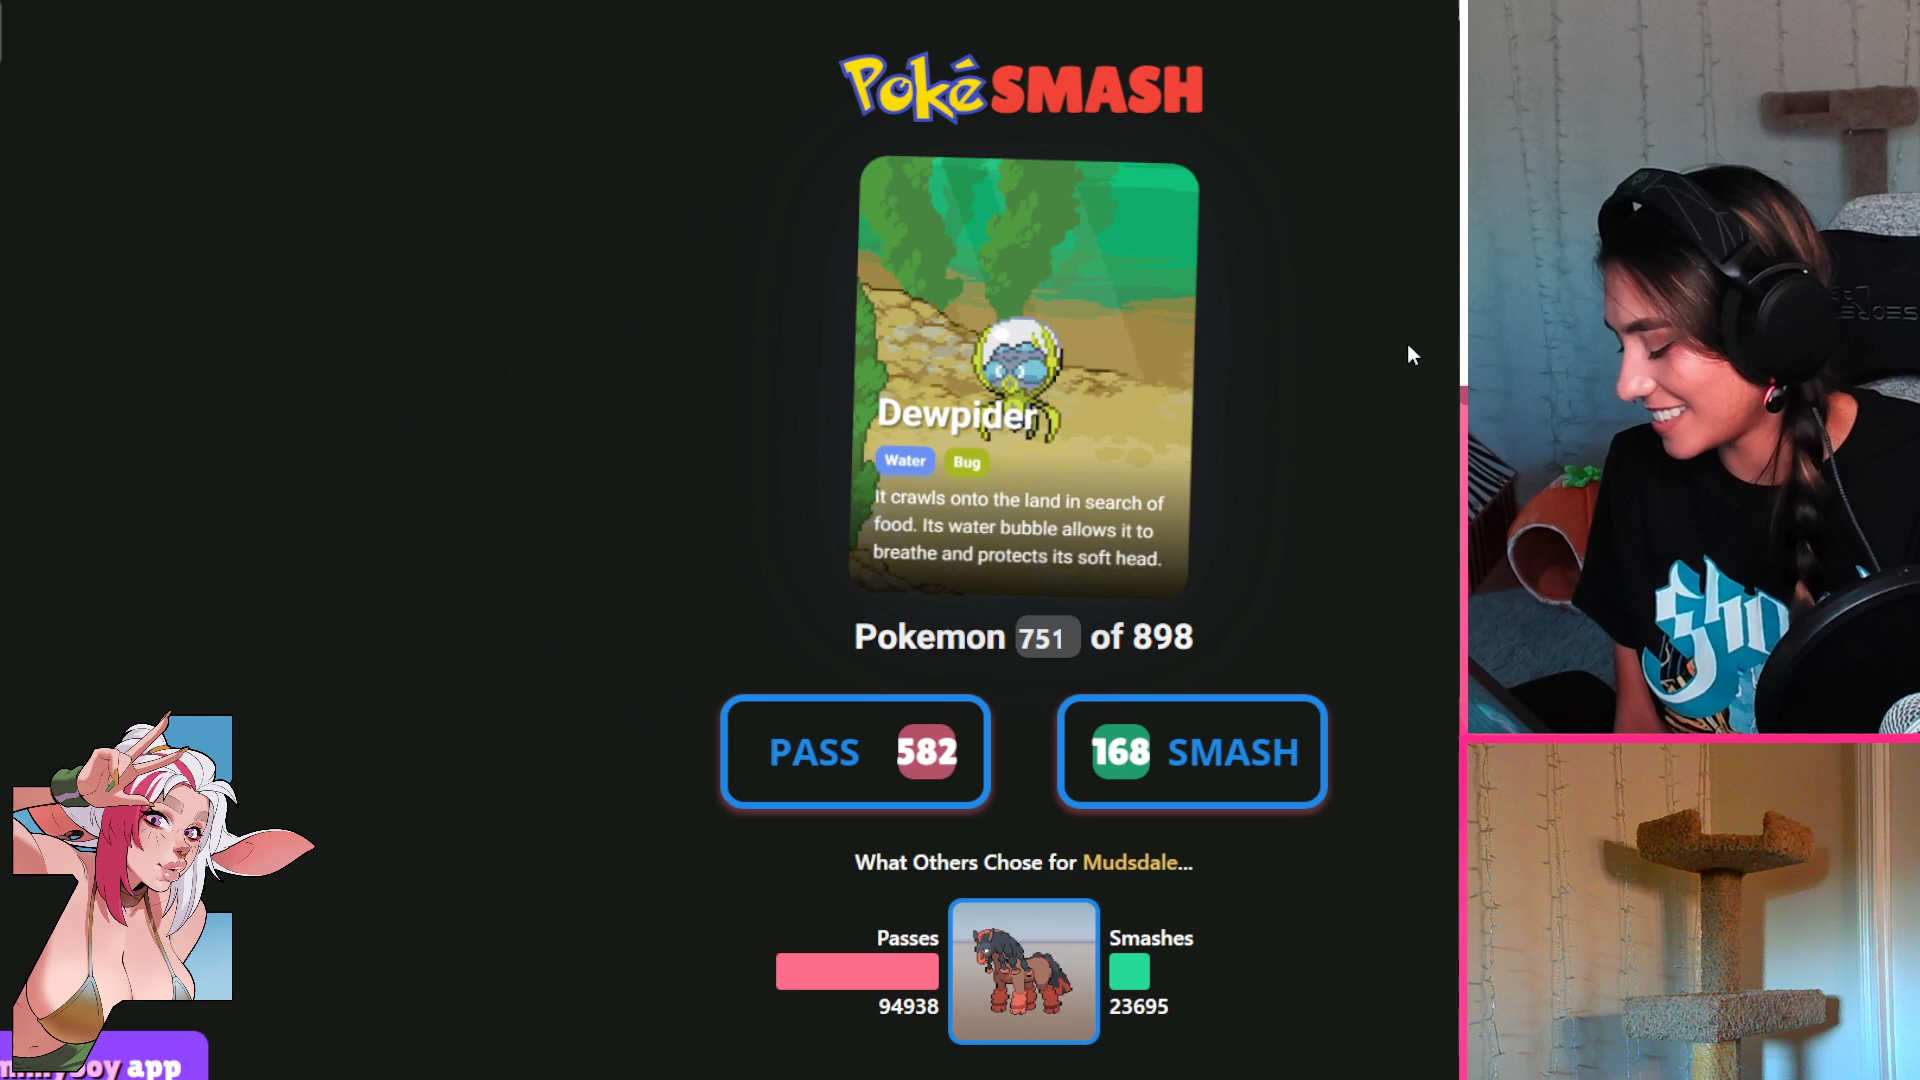 Poké SMASH
Dewpider
Water Bug
It crawls onto the land in search of
food. Its water bubble allows it to
breathe and protects its soft head.
Pokemon 751 of 898
PASS 582
168 SMASH
What Others Chose for Mudsdale...
Passes
94938
Smashes
23695
app